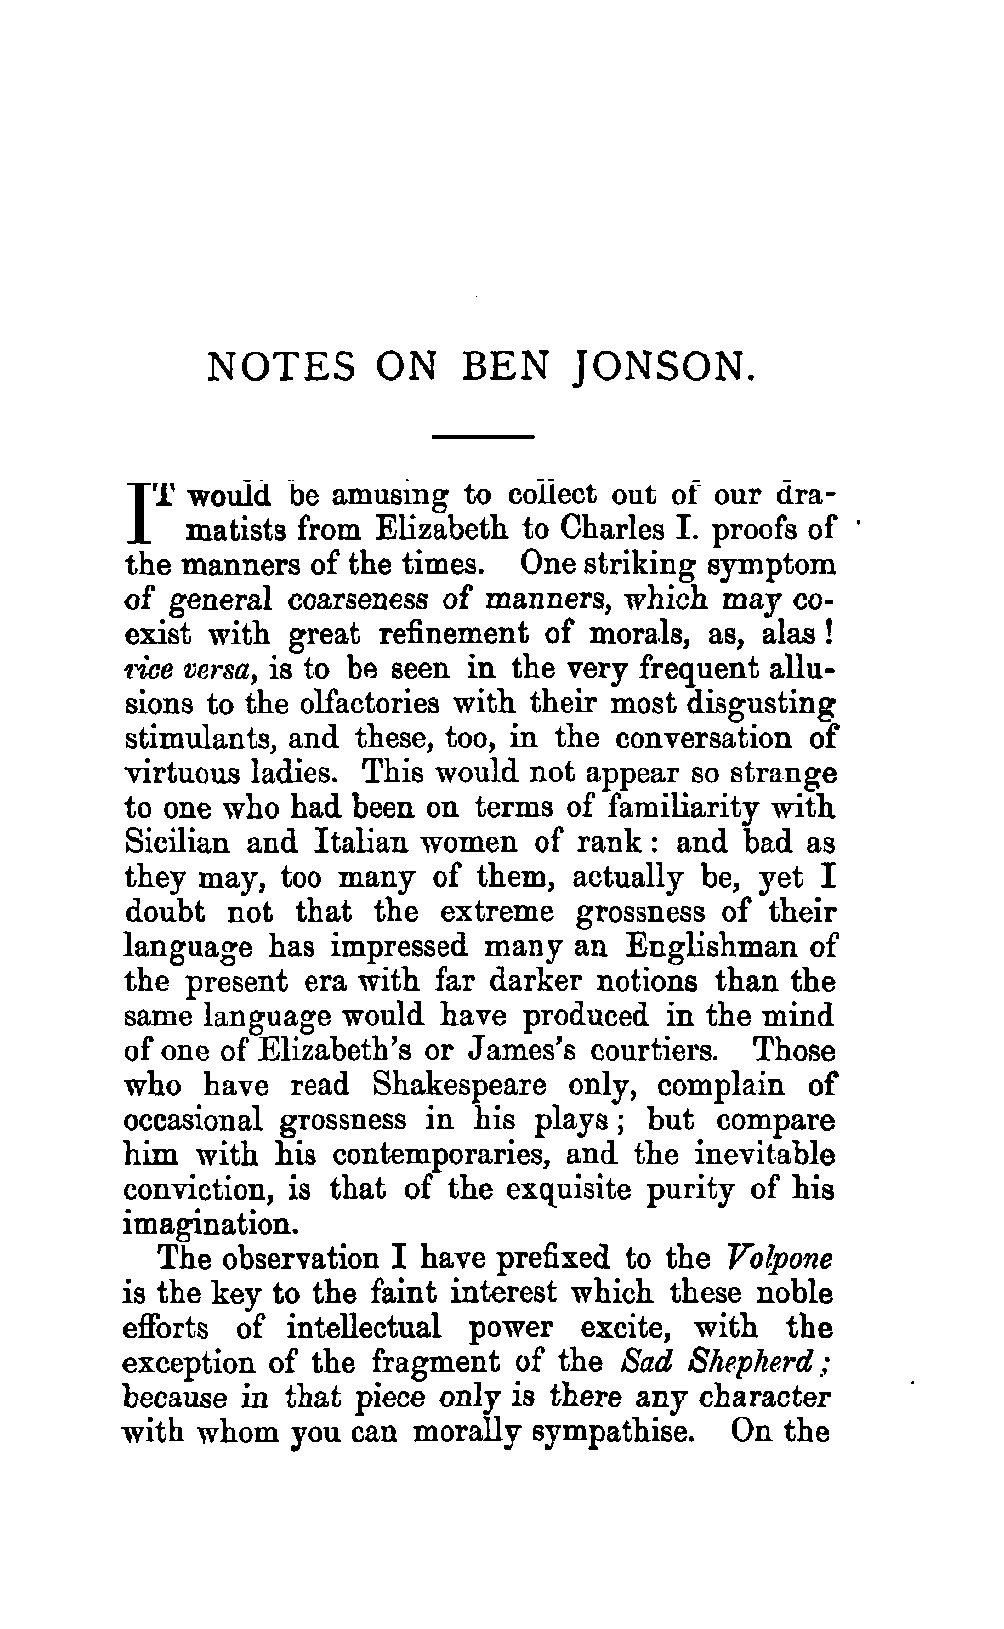 NOTES ON BEN JONSON.
IT would be amusing to collect out of our dra-
matists from Elizabeth to Charles I. proofs of
the manners of the times. One striking symptom
of general coarseness of manners, which may co-
exist with great refinement of morals, as, alas!
vice versa, is to be seen in the very frequent allu-
sions to the olfactories with their most disgusting
stimulants, and these, too, in the conversation of
virtuous ladies. This would not appear so strange
to one who had been on terms of familiarity with
Sicilian and Italian women of rank: and bad as
they may, too many of them, actually be, yet I
doubt not that the extreme grossness of their
language has impressed many an Englishman of
the present era with far darker notions than the
same language would have produced in the mind
of one of Elizabeth's or James's courtiers. Those
who have read Shakespeare only, complain of
occasional grossness in his plays; but compare
him with his contemporaries, and the inevitable
conviction, is that of the exquisite purity of his
imagination.
The observation I have prefixed to the Volpone
is the key to the faint interest which these noble
efforts of intellectual power excite, with the
exception of the fragment of the Sad Shepherd;
because in that piece only is there any character
with whom you can morally sympathise. On the